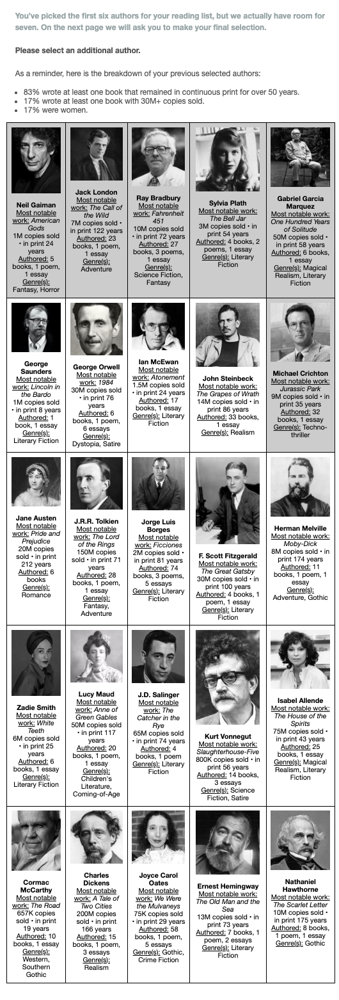 You've picked the first six authors for your reading list, but we actually have room for
seven. On the next page we will ask you to make your final selection.
Please select an additional author.
As a reminder, here is the breakdown of your previous selected authors:
• 83% wrote at least one book that remained in continuous print for over 50 years.
• 17% wrote at least one book with 30M+ copies sold.
• 17% were women.
Neil Gaiman
Most notable
work: American
Gods
1M copies sold
• in print 24
years
Authored: 5
books, 1 poem,
1 essay
Genre(s):
Fantasy, Horror
Jack London
Most notable
work: The Call of
the Wild
7M copies sold •
in print 122 years
Authored: 23
books, 1 poem,
1 essay
Genre(s):
Adventure
Ray Bradbury
Most notable
work: Fahrenheit
451
10M copies sold
• in print 72 years
Authored: 27
books, 3 poems,
1 essay
Genre(s):
Science Fiction,
Fantasy
Sylvia Plath
Most notable work:
The Bell Jar
3M copies sold • in
print 54 years
Authored: 4 books, 2
poems, 1 essay
Genre(s): Literary
Fiction
Gabriel Garcia
Marquez
Most notable work:
One Hundred Years
of Solitude
50M copies sold •
in print 58 years
Authored: 6 books,
1 essay
Genre(s): Magical
Realism, Literary
Fiction
George
Saunders
Most notable
work: Lincoln in
the Bardo
1M copies sold
• in print 8 years
Authored: 1
book, 1 essay
Genre(s):
Literary Fiction
George Orwell
Most notable
work: 1984
30M copies sold
• in print 76
years
Authored: 6
books, 1 poem,
6 essays
Genre(s):
Dystopia, Satire
Ian McEwan
Most notable
work: Atonement
1.5M copies sold
• in print 24 years
Authored: 17
books, 1 essay
Genre(s): Literary
Fiction
John Steinbeck
Most notable work:
The Grapes of Wrath
14M copies sold • in
print 86 years
Authored: 33 books,
1 essay
Genre(s): Realism
Michael Crichton
Most notable work:
Jurassic Park
9M copies sold • in
print 35 years
Authored: 32
books, 1 essay
Genre(s): Techno-
thriller
Jane Austen
Most notable
work: Pride and
Prejudice
20M copies
sold • in print
212 years
Authored: 6
books
Genre(s):
Romance
J.R.R. Tolkien
Most notable
work: The Lord
of the Rings
150M copies
sold • in print 71
years
Authored: 28
books, 1 poem,
1 essay
Genre(s):
Fantasy,
Adventure
Jorge Luis
Borges
Most notable
work: Ficciones
2M copies sold •
in print 81 years
Authored: 74
books, 3 poems,
5 essays
Genre(s): Literary
Fiction
F. Scott Fitzgerald
Most notable work:
The Great Gatsby
30M copies sold • in
print 100 years
Authored: 4 books, 1
poem, 1 essay
Genre(s): Literary
Fiction
Herman Melville
Most notable work:
Moby-Dick
8M copies sold • in
print 174 years
Authored: 11
books, 1 poem, 1
essay
Genre(s):
Adventure, Gothic
Zadie Smith
Most notable
work: White
Teeth
6M copies sold
• in print 25
years
Authored: 6
books, 1 essay
Genre(s):
Literary Fiction
Lucy Maud
Most notable
work: Anne of
Green Gables
50M copies sold
• in print 117
years
Authored: 20
books, 1 poem,
1 essay
Genre(s):
Children's
Literature,
Coming-of-Age
J.D. Salinger
Most notable
work: The
Catcher in the
Rye
65M copies sold
• in print 74 years
Authored: 4
books, 1 poem
Genre(s): Literary
Fiction
Kurt Vonnegut
Most notable work:
Slaughterhouse-Five
800K copies sold • in
print 56 years
Authored: 14 books,
3 essays
Genre(s): Science
Fiction, Satire
Isabel Allende
Most notable work:
The House of the
Spirits
75M copies sold •
in print 43 years
Authored: 25
books, 1 essay
Genre(s): Magical
Realism, Literary
Fiction
Cormac
McCarthy
Most notable
work: The Road
657K copies
sold • in print
19 years
Authored: 10
books, 1 essay
Genre(s):
Western,
Southern
Gothic
Charles
Dickens
Most notable
work: A Tale of
Two Cities
200M copies
sold • in print
166 years
Authored: 15
books, 1 poem,
3 essays
Genre(s):
Realism
Joyce Carol
Oates
Most notable
work: We Were
the Mulvaneys
75K copies sold •
in print 29 years
Authored: 58
books, 1 poem,
5 essays
Genre(s): Gothic,
Crime Fiction
Ernest Hemingway
Most notable work:
The Old Man and the
Sea
13M copies sold • in
print 73 years
Authored: 7 books, 1
poem, 2 essays
Genre(s): Literary
Fiction
Nathaniel
Hawthorne
Most notable work:
The Scarlet Letter
10M copies sold •
in print 175 years
Authored: 8 books,
1 poem, 1 essay
Genre(s): Gothic